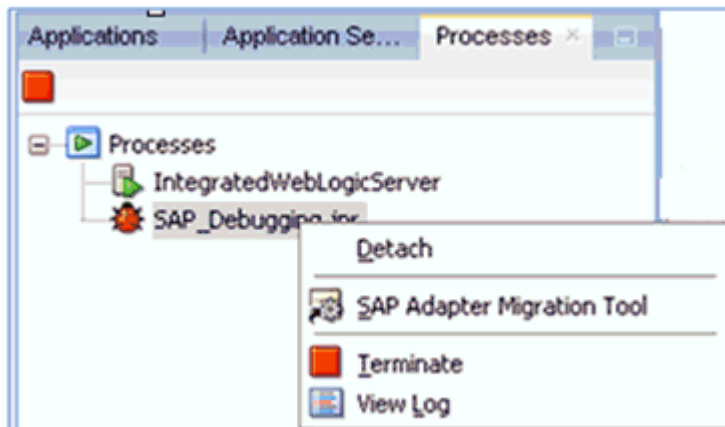 Applications Application Se... Processes
Processes
IntegratedWebLogicServer
SAP_Debugging.jpr
Detach
SAP Adapter Migration Tool
Terminate
View Log